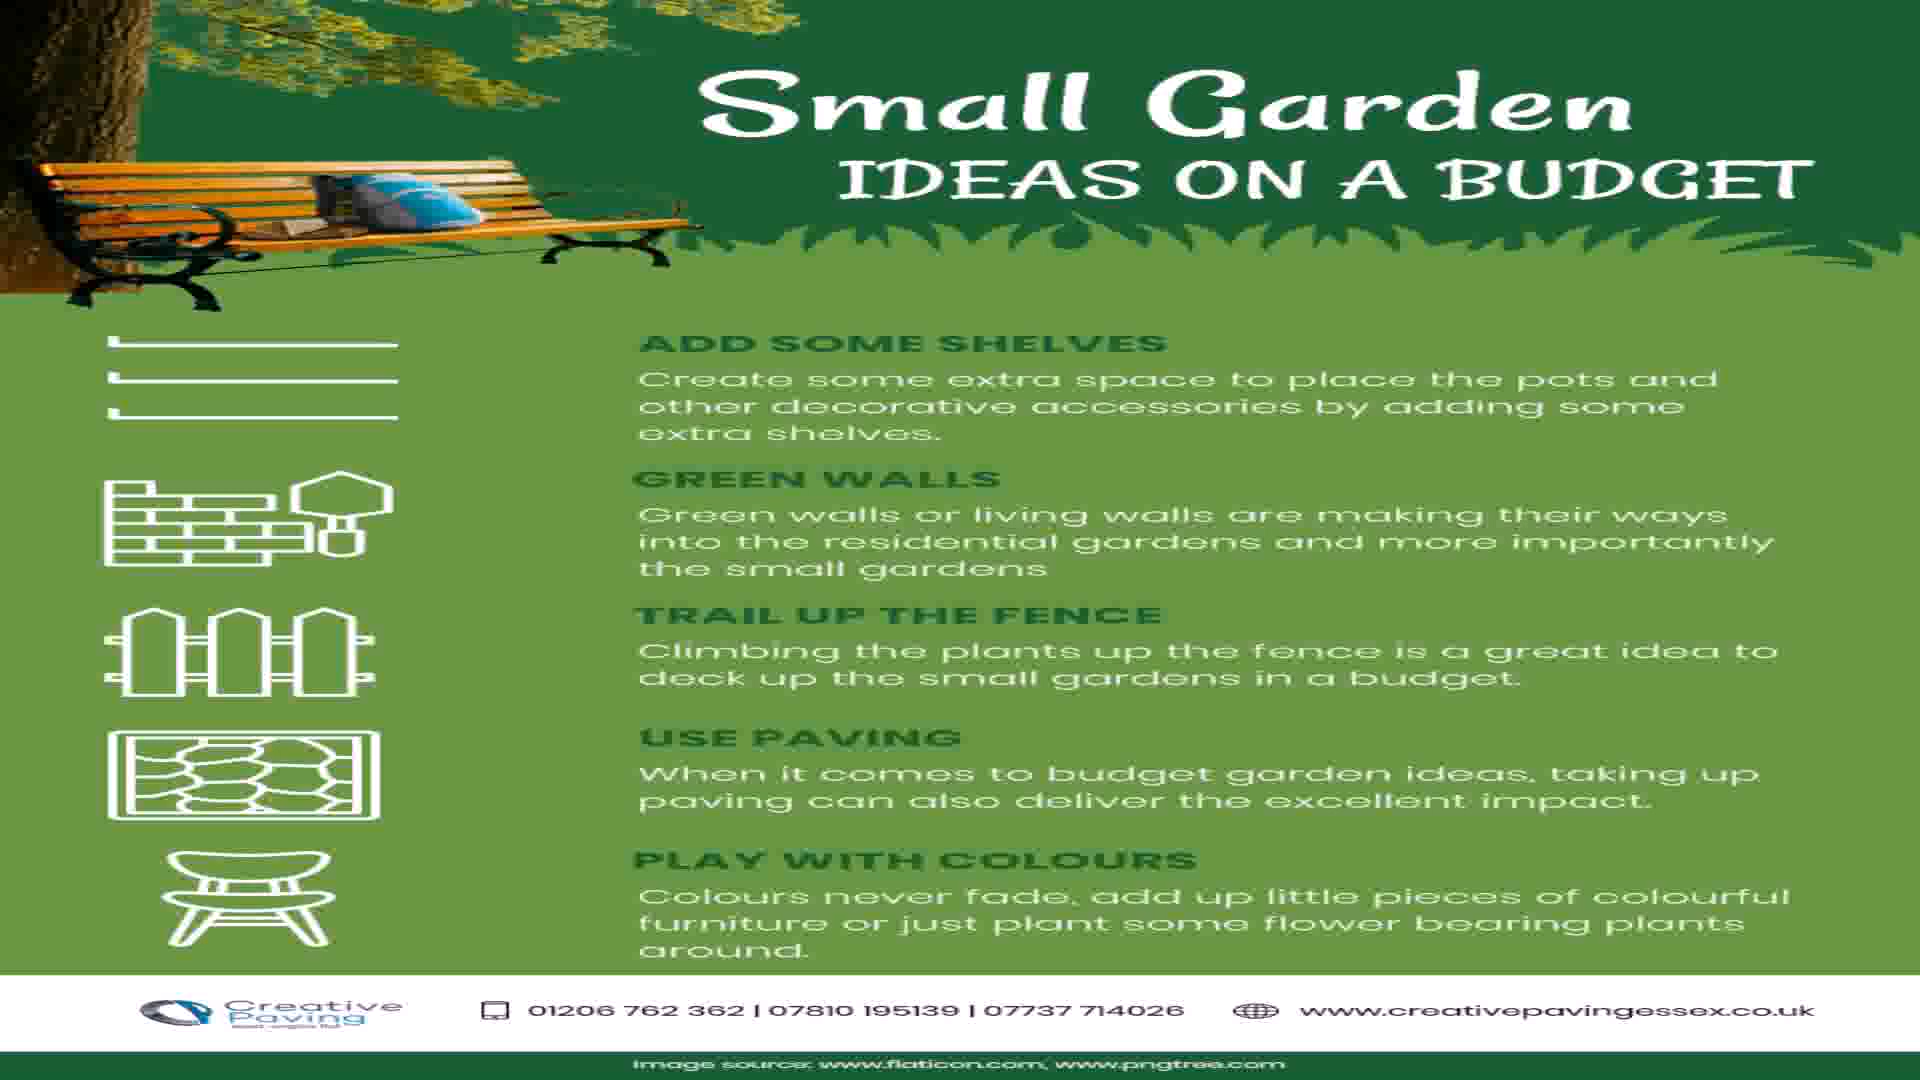 Small Garden
IDEAS ON A BUDGET
ADD SOME SHELVES
Create some extra space to place the pots and
other decorative accessories by adding some
extra shelves.
GREEN WALLS
Green walls or living walls are making their ways
into the residential gardens and more importantly
the small gardens
TRAIL UP THE FENCE
Climbing the plants up the fence is a great idea to
deck up the small gardens in a budget.
USE PAVING
When it comes to budget garden ideas, taking up
paving can also deliver the excellent impact.
PLAY WITH COLOURS
Colours never fade, add up little pieces of colourful
furniture or just plant some flower bearing plants
around.
Creative
Paving
01206 762 362 | 07810 195139 | 07737 714026
www.creativepavingessex.co.uk
Image source: www.flaticon.com, www.pngtree.com